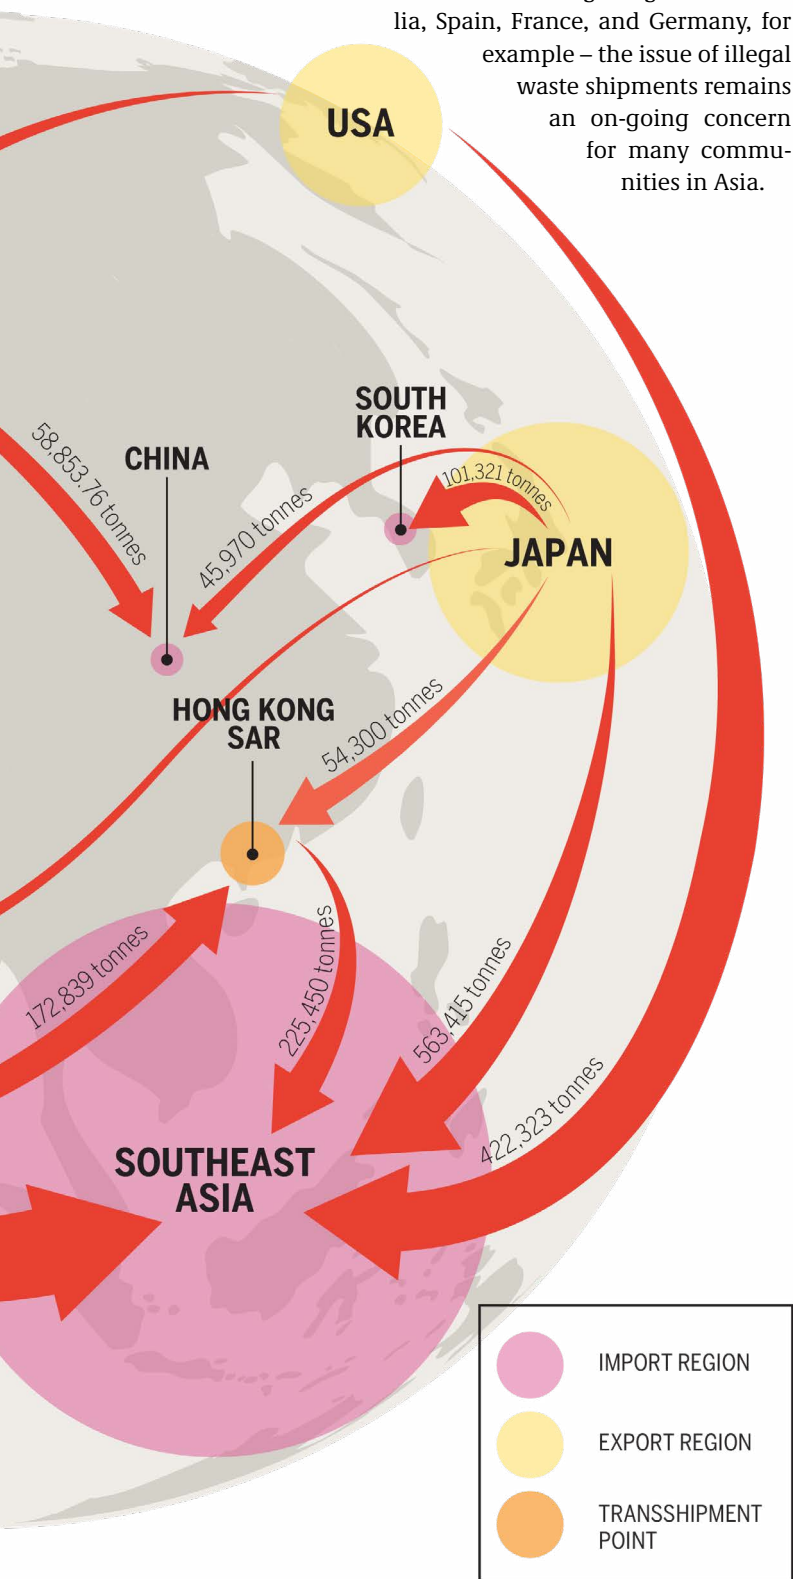 lia, Spain, France, and Germany, for
example – the issue of illegal
waste shipments remains
an on-going concern
for many commu-
nities in Asia.
USA
SOUTH
KOREA
CHINA
58,853.76 tonnes
45,970 tonnes
101,321 tonnes
JAPAN
HONG KONG
SAR
54,300 tonnes
172,839 tonnes
225,450 tonnes
563,415 tonnes
422,323 tonnes
SOUTHEAST
ASIA
IMPORT REGION
EXPORT REGION
TRANSSHIPMENT
POINT